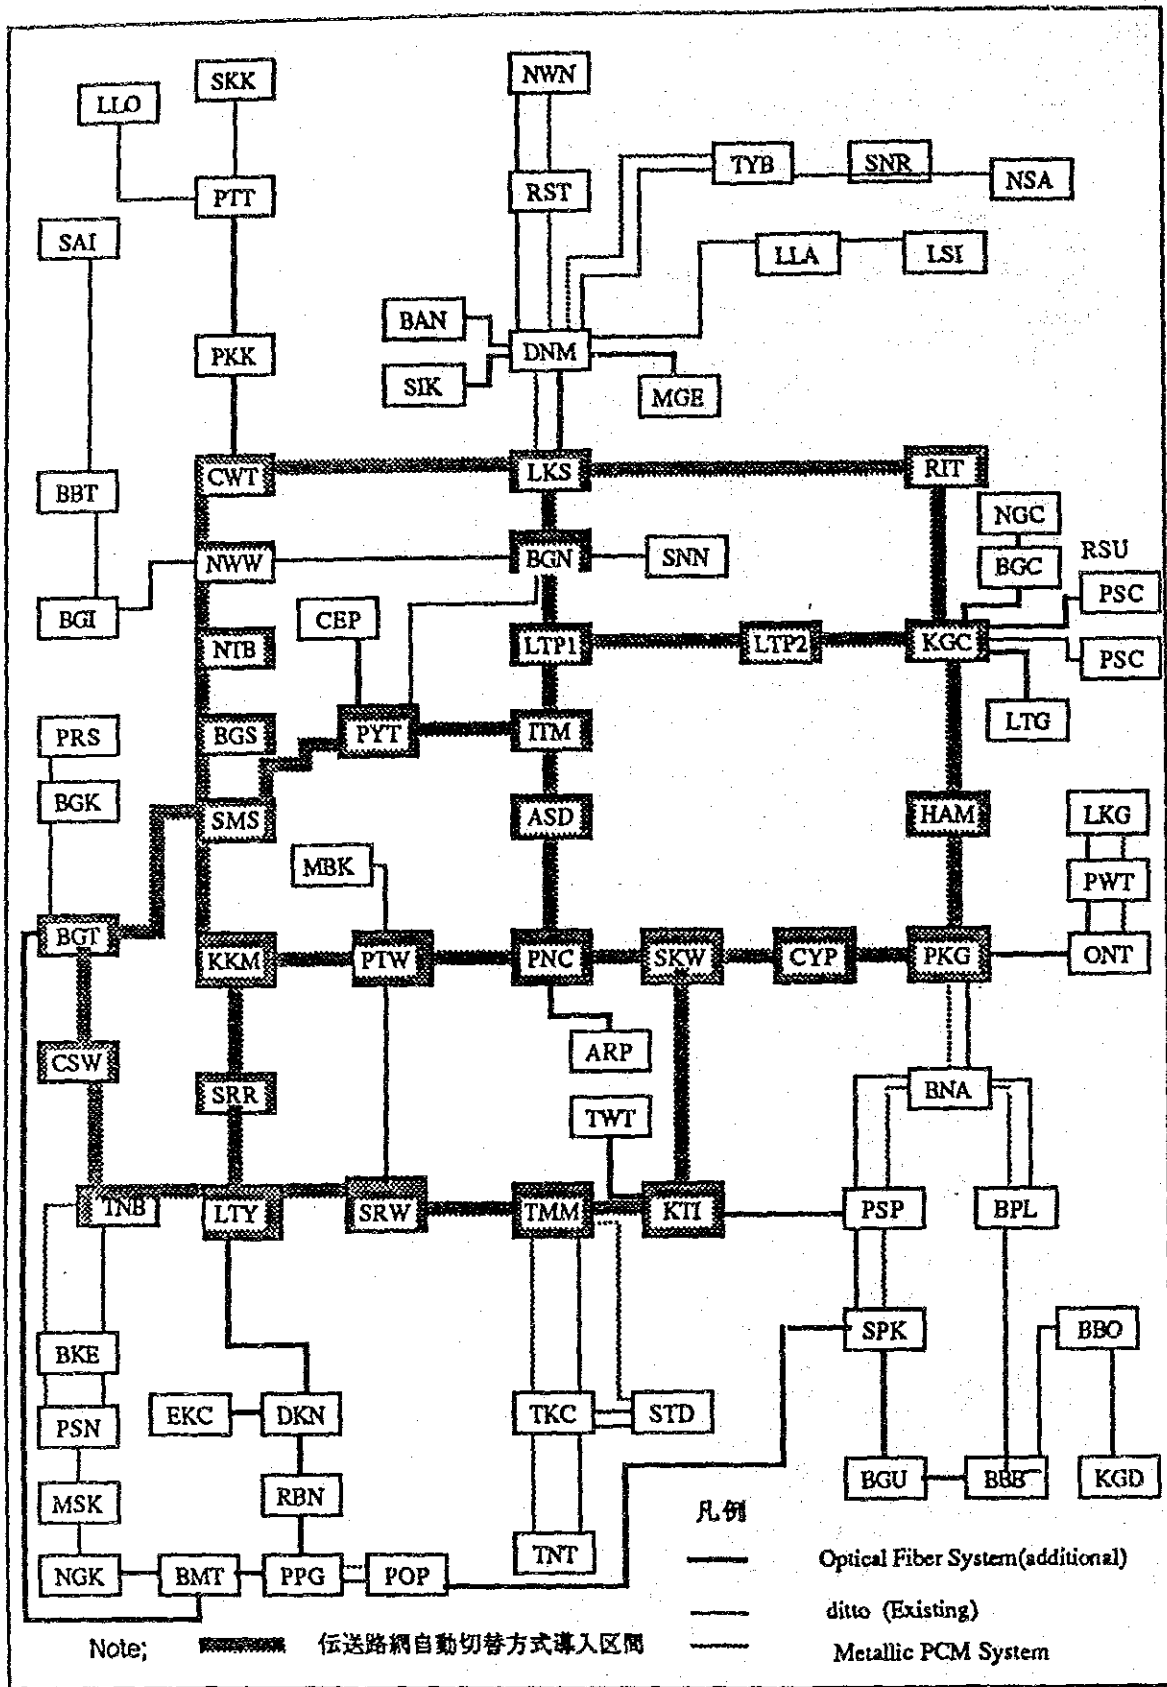 SKK
NWN
LLO
TYB
SNR
NSA
PTT
RST
SAI
LLA
LSI
BAN
DNM
PKK
SIK
MGE
CWT
LKS
RIT
BBT
NGC
NWW
BGN
SNN
BGC
RSU
PSC
BGI
CEP
NTB
LTP1
LTP2
KGC
PSC
PRS
BGS
PYT
ITM
LTG
BGK
SMS
ASD
HAM
LKG
MBK
PWT
BGT
KKM
PTW
PNC
SKW
CYP
PKG
ONT
CSW
ARP
SRR
TWT
BNA
TNB
LTY
SRW
TMM
KTI
PSP
BPL
BKE
SPK
BBO
PSN
EKC
DKN
TKC
STD
MSK
RBN
BGU
BBB
KGD
凡例
NGK
BMT
PPG
POP
TNT
Optical Fiber System(additional)
ditto (Existing)
Note;
伝送路網自動切替方式導入区間
Metallic PCM System